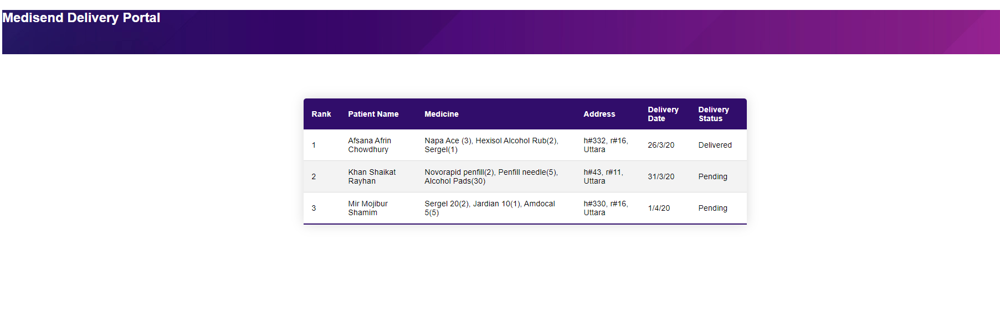 Medisend Delivery Portal
Rank Patient Name Medicine Address Delivery Date Delivery Status
1 Afsana Afrin Chowdhury Napa Ace (3), Hexisol Alcohol Rub(2), Sergel(1) h#332, r#16, Uttara 26/3/20 Delivered
2 Khan Shaikat Rayhan Novorapid penfill(2), Penfill needle(5), Alcohol Pads(30) h#43, r#11, Uttara 31/3/20 Pending
3 Mir Mojibur Shamim Sergel 20(2), Jardian 10(1), Amdocal 5(5) h#330, r#16, Uttara 1/4/20 Pending